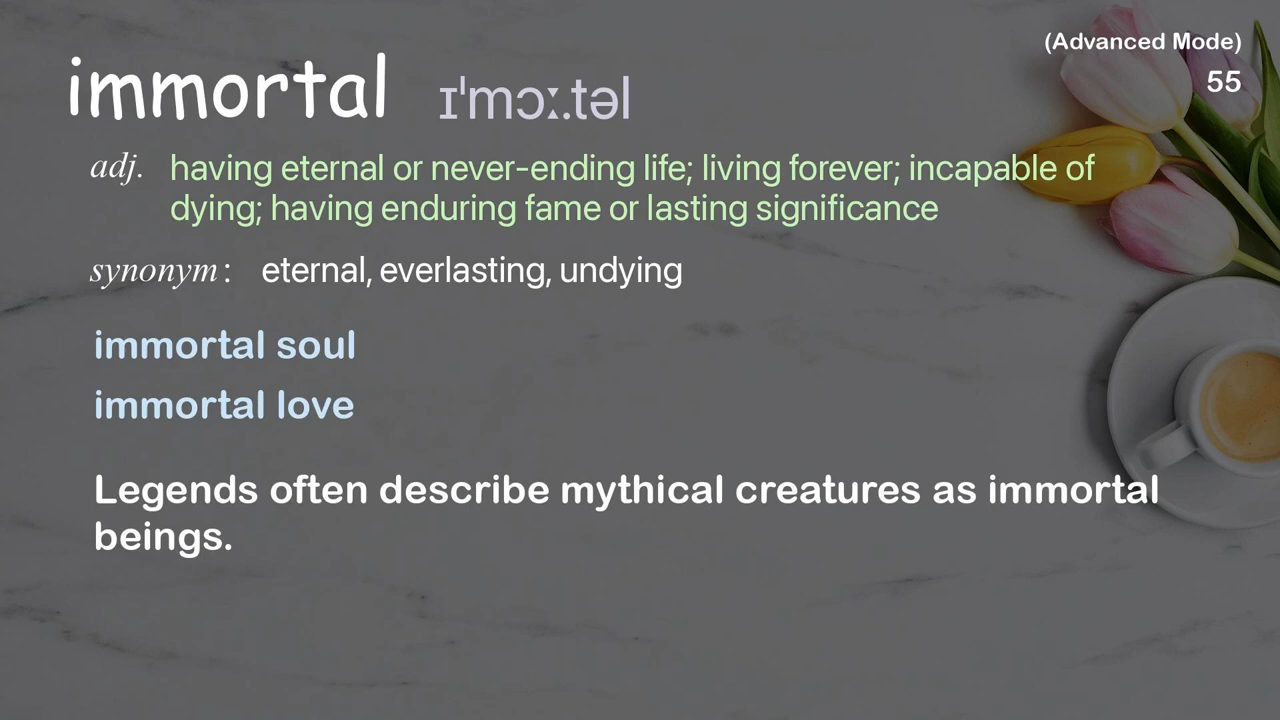 (Advanced Mode)
55
immortal ɪˈmɔː.təl
adj. having eternal or never-ending life; living forever; incapable of
dying; having enduring fame or lasting significance
synonym: eternal, everlasting, undying
immortal soul
immortal love
Legends often describe mythical creatures as immortal
beings.